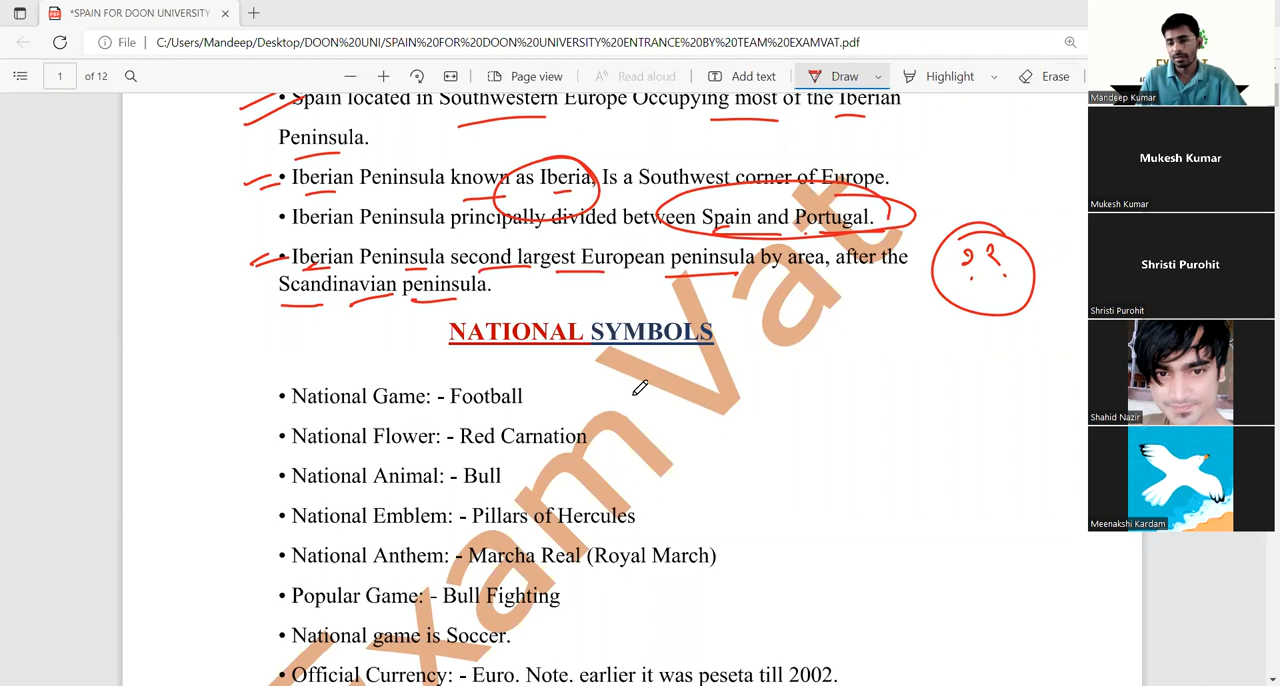 *SPAIN FOR DOON UNIVERSITY
File C:/Users/Mandeep/Desktop/DOON%20UNI/SPAIN%20FOR%20DOON%20UNIVERSITY%20ENTRANCE%20BY%20TEAM%20EXAMVAT.pdf
1 of 12 Page view Read aloud Add text Draw Highlight Erase
• Spain located in Southwestern Europe Occupying most of the Iberian
Peninsula.
• Iberian Peninsula known as Iberia, Is a Southwest corner of Europe.
• Iberian Peninsula principally divided between Spain and Portugal.
• Iberian Peninsula second largest European peninsula by area, after the
Scandinavian peninsula.
??
NATIONAL SYMBOLS
• National Game: - Football
• National Flower: - Red Carnation
• National Animal: - Bull
• National Emblem: - Pillars of Hercules
• National Anthem: - Marcha Real (Royal March)
• Popular Game: - Bull Fighting
• National game is Soccer.
• Official Currency: - Euro. Note. earlier it was peseta till 2002.
ExamVat
Mandeep Kumar
Mukesh Kumar
Mukesh Kumar
Shristi Purohit
Shristi Purohit
Shahid Nazir
Meenakshi Kardam